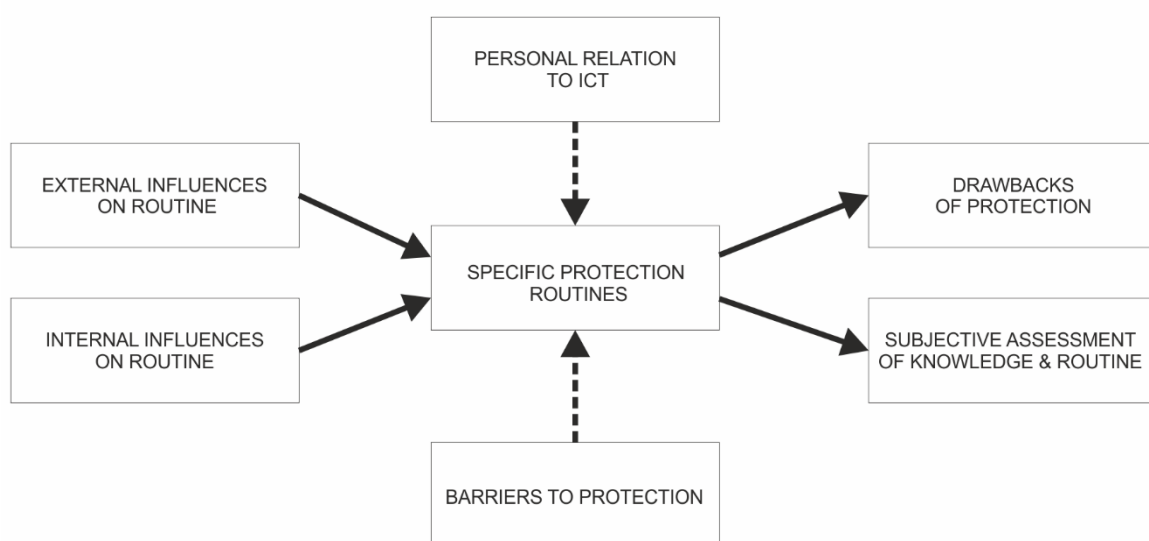 PERSONAL RELATION
TO ICT
EXTERNAL INFLUENCES
ON ROUTINE
DRAWBACKS
OF PROTECTION
SPECIFIC PROTECTION
ROUTINES
INTERNAL INFLUENCES
ON ROUTINE
SUBJECTIVE ASSESSMENT
OF KNOWLEDGE & ROUTINE
BARRIERS TO PROTECTION